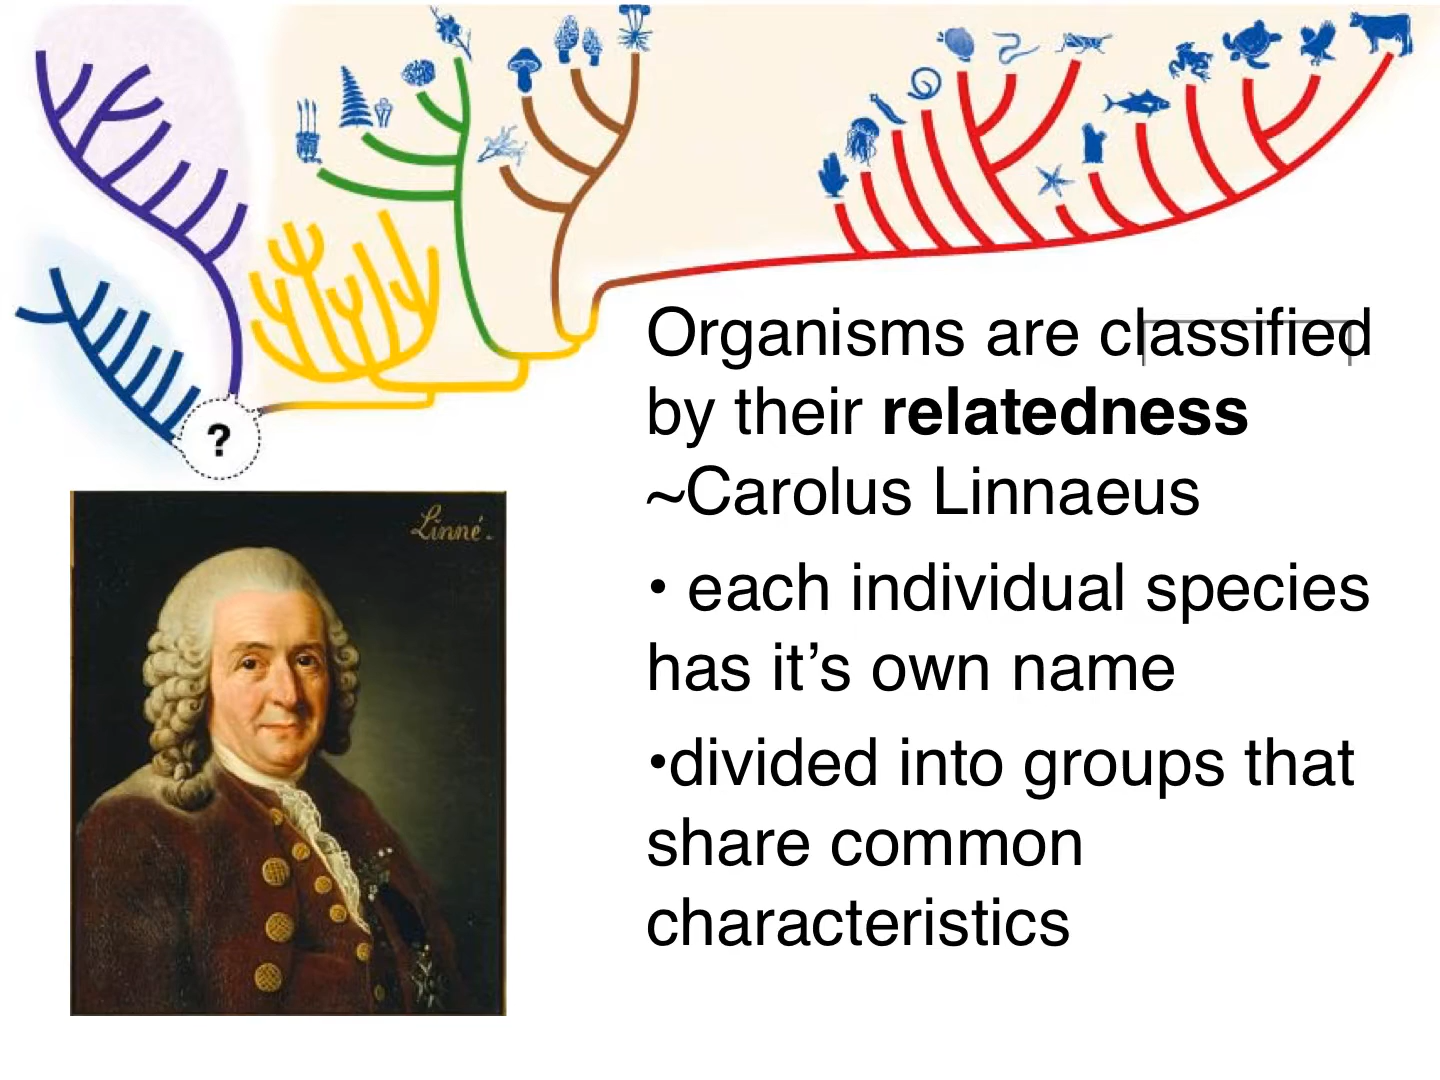 ?
Linné.
Organisms are classified
by their relatedness
~Carolus Linnaeus
• each individual species
has it’s own name
•divided into groups that
share common
characteristics